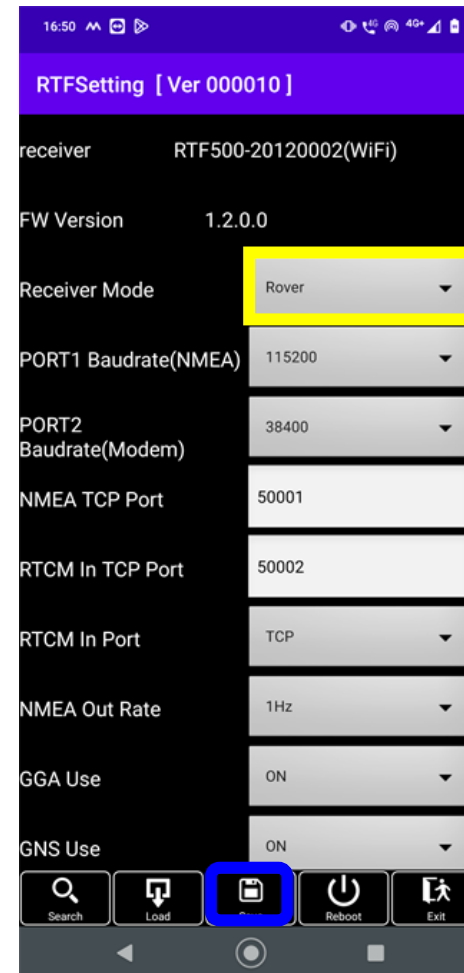 16:50 4G 4G+
RTFSetting [ Ver 000010 ]
receiver RTF500-20120002(WiFi)
FW Version 1.2.0.0
Receiver Mode Rover
PORT1 Baudrate(NMEA) 115200
PORT2
Baudrate(Modem) 38400
NMEA TCP Port 50001
RTCM In TCP Port 50002
RTCM In Port TCP
NMEA Out Rate 1Hz
GGA Use ON
GNS Use ON
Search Load Reboot Exit